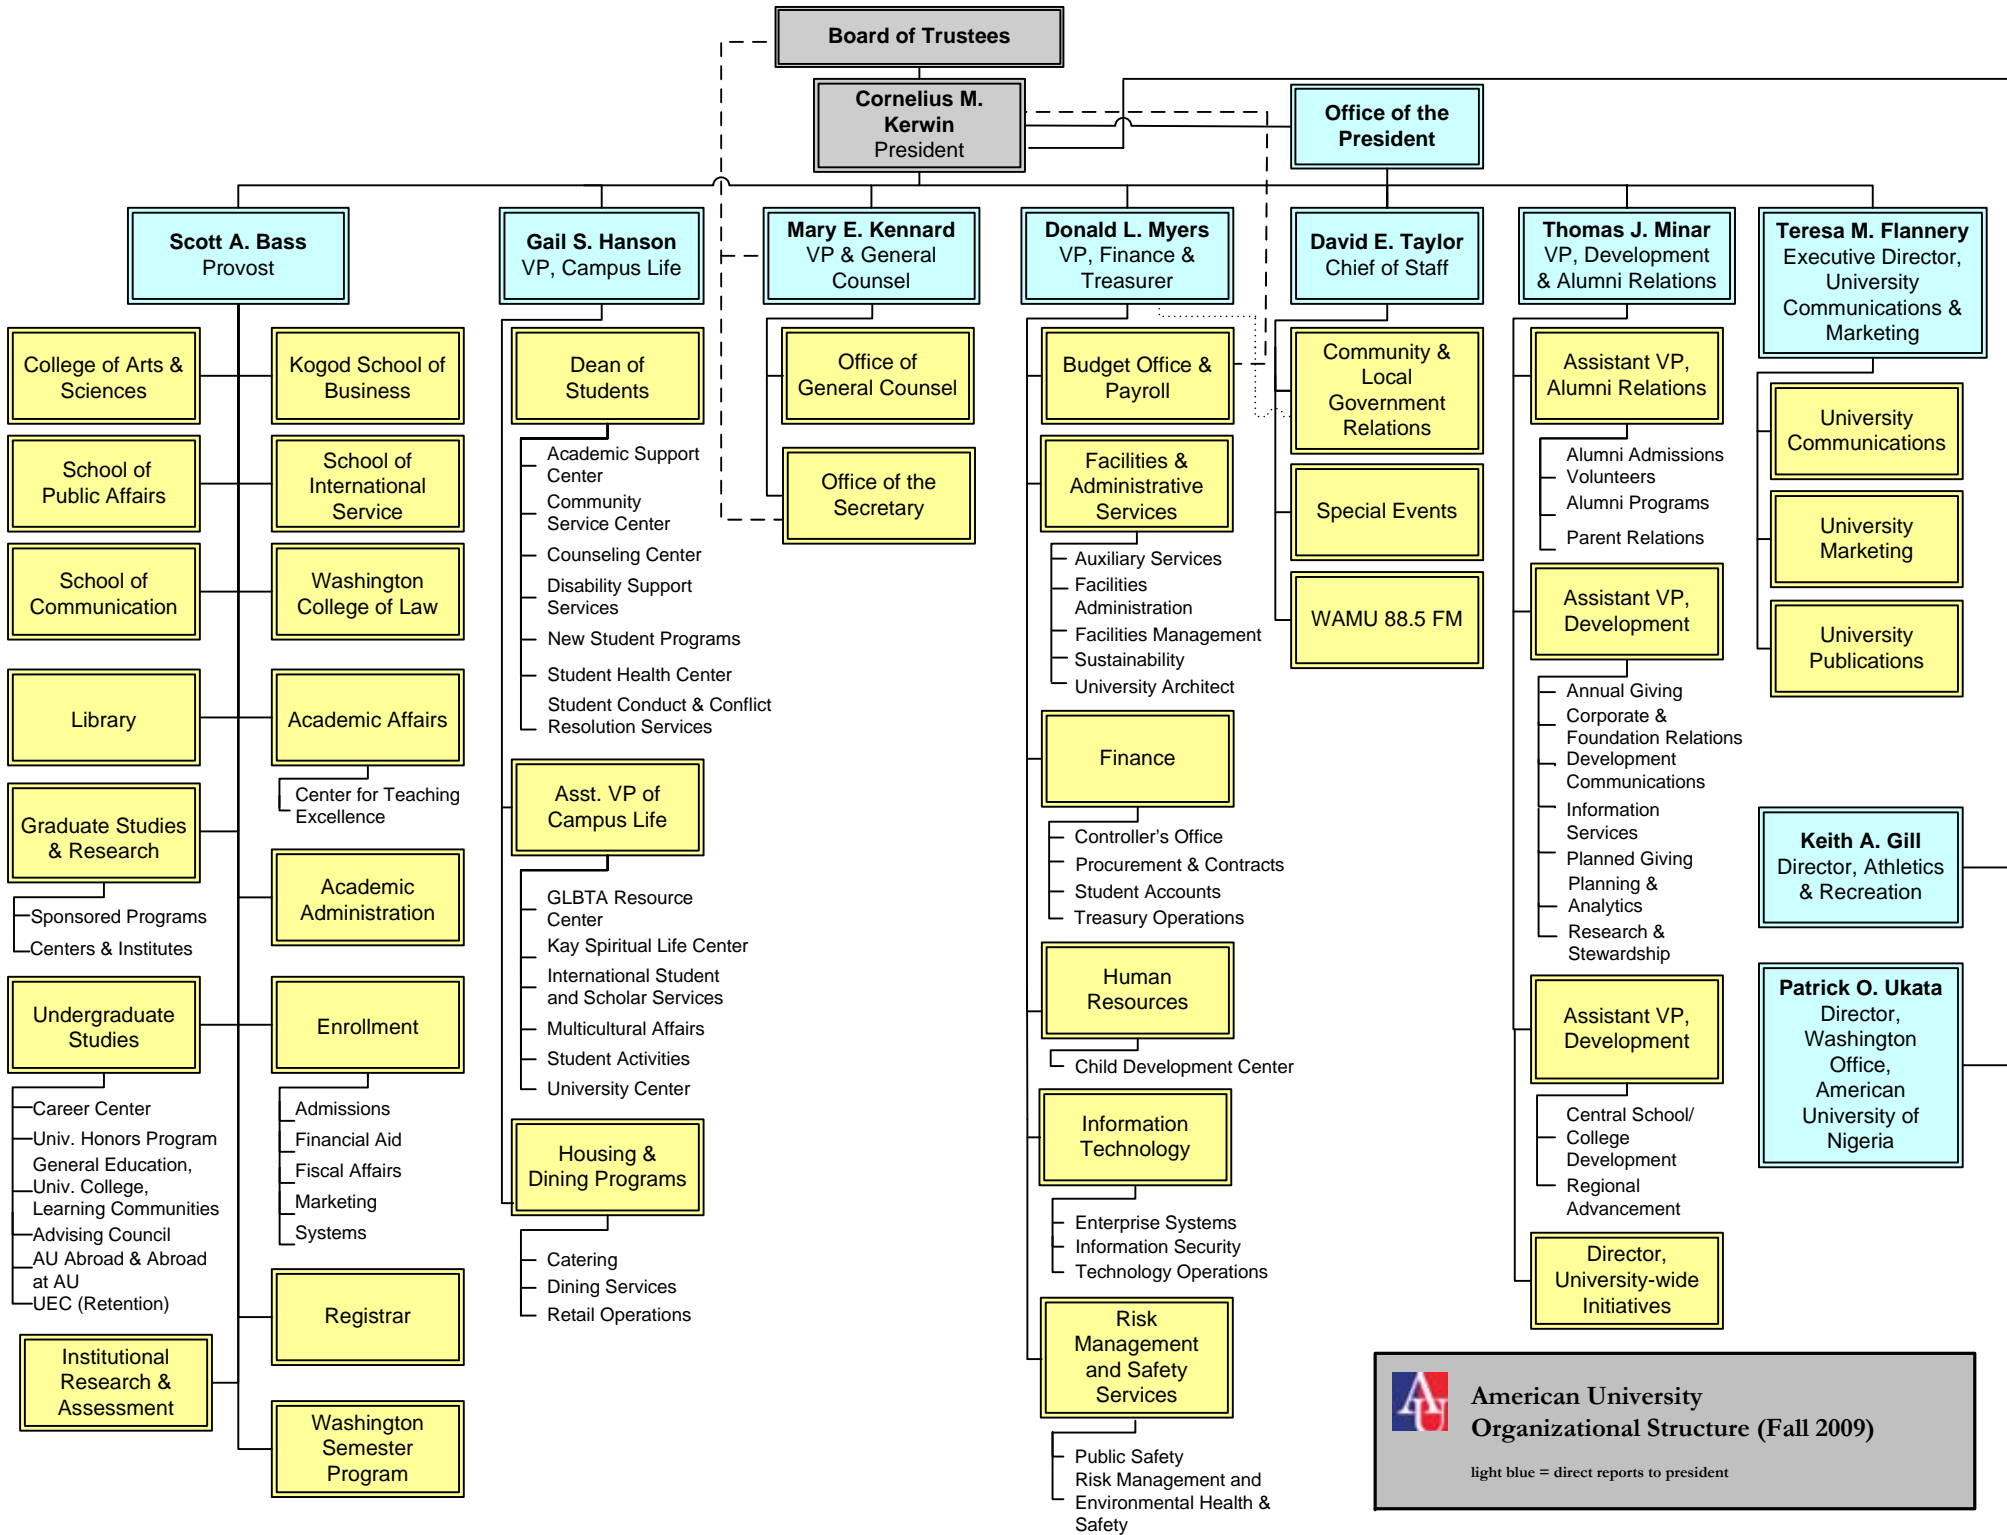 Board of Trustees
Cornelius M.
Kerwin
President
Office of the
President
Scott A. Bass
Provost
College of Arts &
Sciences
Kogod School of
Business
School of
Public Affairs
School of
International
Service
School of
Communication
Washington
College of Law
Library
Academic Affairs
Center for Teaching
Excellence
Graduate Studies
& Research
Sponsored Programs
Centers & Institutes
Academic
Administration
Undergraduate
Studies
Career Center
Univ. Honors Program
General Education,
Univ. College,
Learning Communities
Advising Council
AU Abroad & Abroad
at AU
UEC (Retention)
Enrollment
Admissions
Financial Aid
Fiscal Affairs
Marketing
Systems
Registrar
Institutional
Research &
Assessment
Washington
Semester
Program
Gail S. Hanson
VP, Campus Life
Dean of
Students
Academic Support
Center
Community
Service Center
Counseling Center
Disability Support
Services
New Student Programs
Student Health Center
Student Conduct & Conflict
Resolution Services
Asst. VP of
Campus Life
GLBTA Resource
Center
Kay Spiritual Life Center
International Student
and Scholar Services
Multicultural Affairs
Student Activities
University Center
Housing &
Dining Programs
Catering
Dining Services
Retail Operations
Mary E. Kennard
VP & General
Counsel
Office of
General Counsel
Office of the
Secretary
Donald L. Myers
VP, Finance &
Treasurer
Budget Office &
Payroll
Facilities &
Administrative
Services
Auxiliary Services
Facilities
Administration
Facilities Management
Sustainability
University Architect
Finance
Controller's Office
Procurement & Contracts
Student Accounts
Treasury Operations
Human
Resources
Child Development Center
Information
Technology
Enterprise Systems
Information Security
Technology Operations
Risk
Management
and Safety
Services
Public Safety
Risk Management and
Environmental Health &
Safety
David E. Taylor
Chief of Staff
Community &
Local
Government
Relations
Special Events
WAMU 88.5 FM
Thomas J. Minar
VP, Development
& Alumni Relations
Assistant VP,
Alumni Relations
Alumni Admissions
Volunteers
Alumni Programs
Parent Relations
Assistant VP,
Development
Annual Giving
Corporate &
Foundation Relations
Development
Communications
Information
Services
Planned Giving
Planning &
Analytics
Research &
Stewardship
Assistant VP,
Development
Central School/
College
Development
Regional
Advancement
Director,
University-wide
Initiatives
Teresa M. Flannery
Executive Director,
University
Communications &
Marketing
University
Communications
University
Marketing
University
Publications
Keith A. Gill
Director, Athletics
& Recreation
Patrick O. Ukata
Director,
Washington
Office,
American
University of
Nigeria
AU
American University
Organizational Structure (Fall 2009)
light blue = direct reports to president